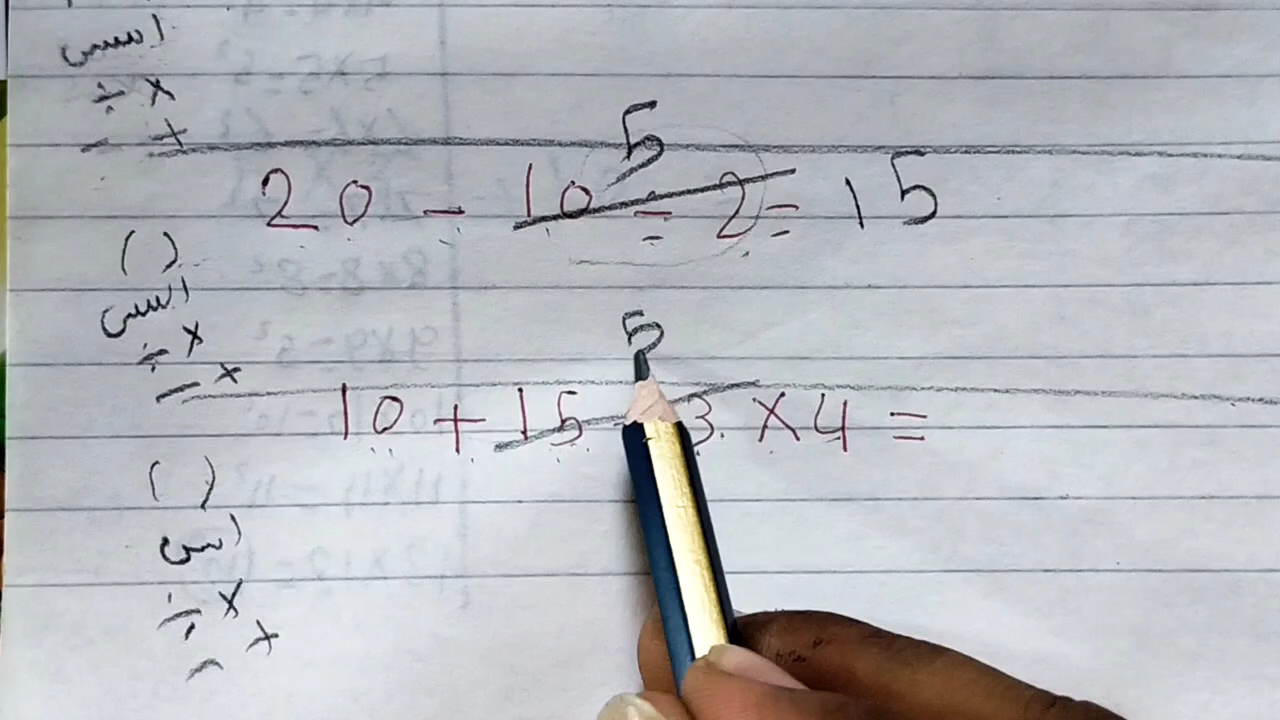 اسس
÷ ×
- +
5
20 - 10 ÷ 2 = 15
( )
اسس
÷ ×
- +
5
10 + 15 3 × 4 =
( )
اسس
÷ ×
- +